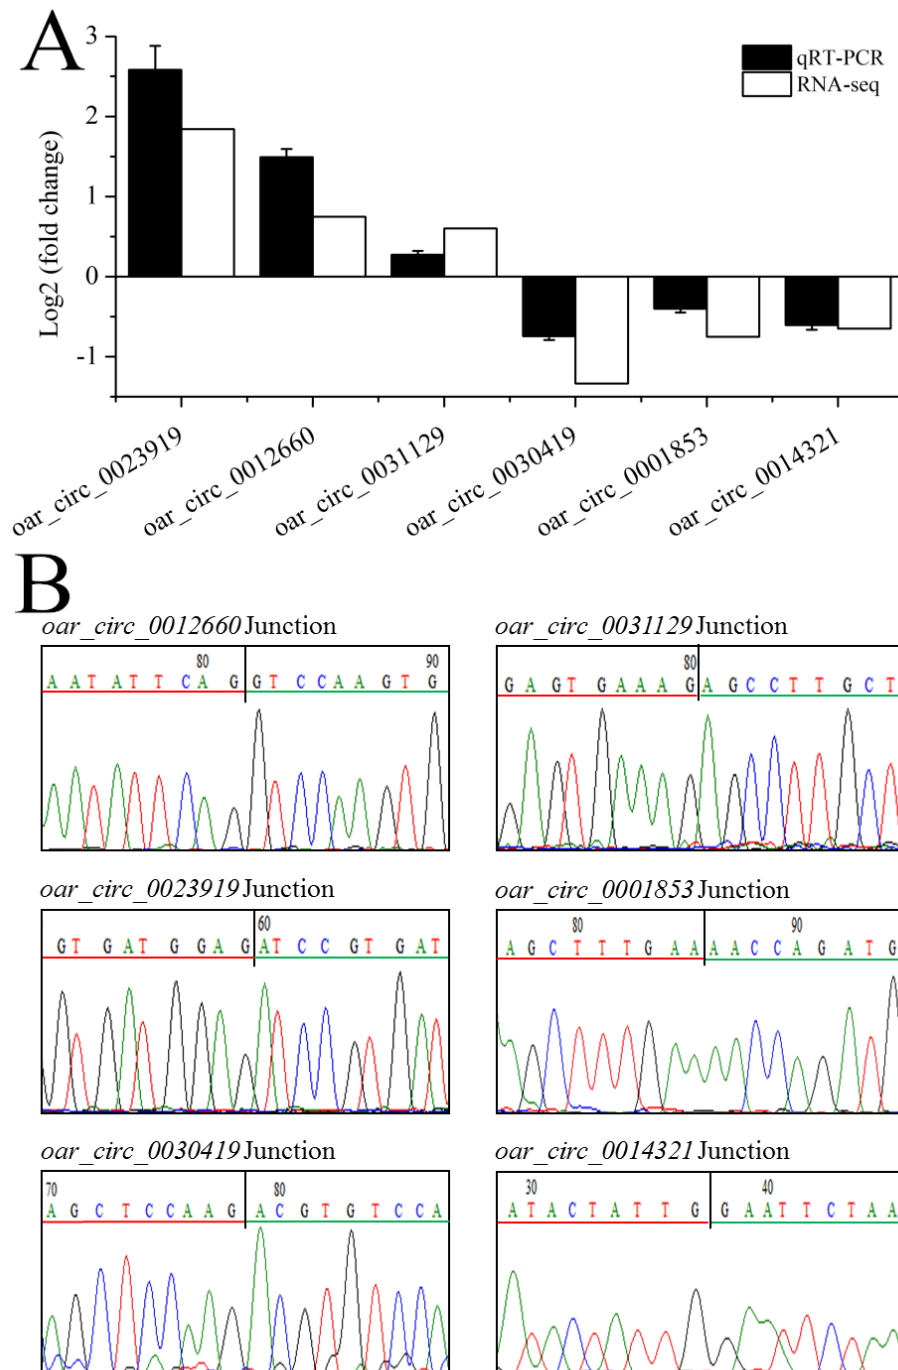 A
3
2
1
0
-1
Log2 (fold change)
qRT-PCR
RNA-seq
oar_circ_0023919
oar_circ_0012660
oar_circ_0031129
oar_circ_0030419
oar_circ_0001853
oar_circ_0014321
B
oar_circ_0012660 Junction
80 90
A A T A T T C A G G T C C A A G T G
oar_circ_0031129 Junction
80
G A G T G A A A G A G C C T T G C T
oar_circ_0023919 Junction
60
G T G A T G G A G A T C C G T G A T
oar_circ_0001853 Junction
80 90
A G C T T T G A A A A C C A G A T G
oar_circ_0030419 Junction
70 80
A G C T C C A A G A C G T G T C C A
oar_circ_0014321 Junction
30 40
A T A C T A T T G G A A T T C T A A